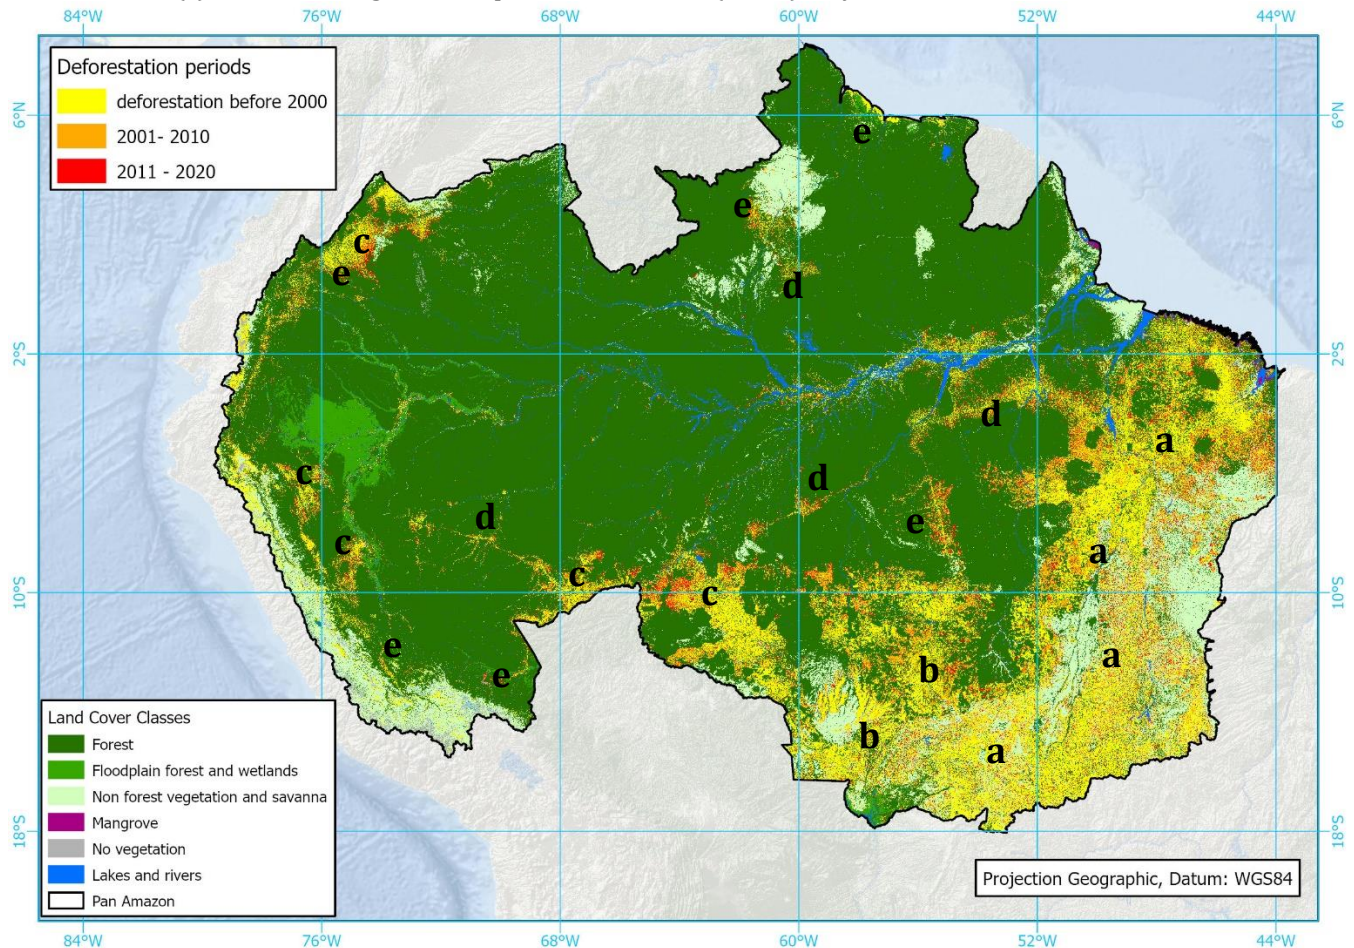 84°W 76°W 68°W 60°W 52°W 44°W
Deforestation periods
deforestation before 2000
2001- 2010
2011 - 2020
6°N 6°N
e
e
c
e
d
2°S 2°S
d
a
c
d
d
e
c
a
c
c
10°S 10°S
e
a
e
b
b
a
Land Cover Classes
Forest
Floodplain forest and wetlands
Non forest vegetation and savanna
Mangrove
No vegetation
Lakes and rivers
Pan Amazon
18°S 18°S
Projection Geographic, Datum: WGS84
84°W 76°W 68°W 60°W 52°W 44°W